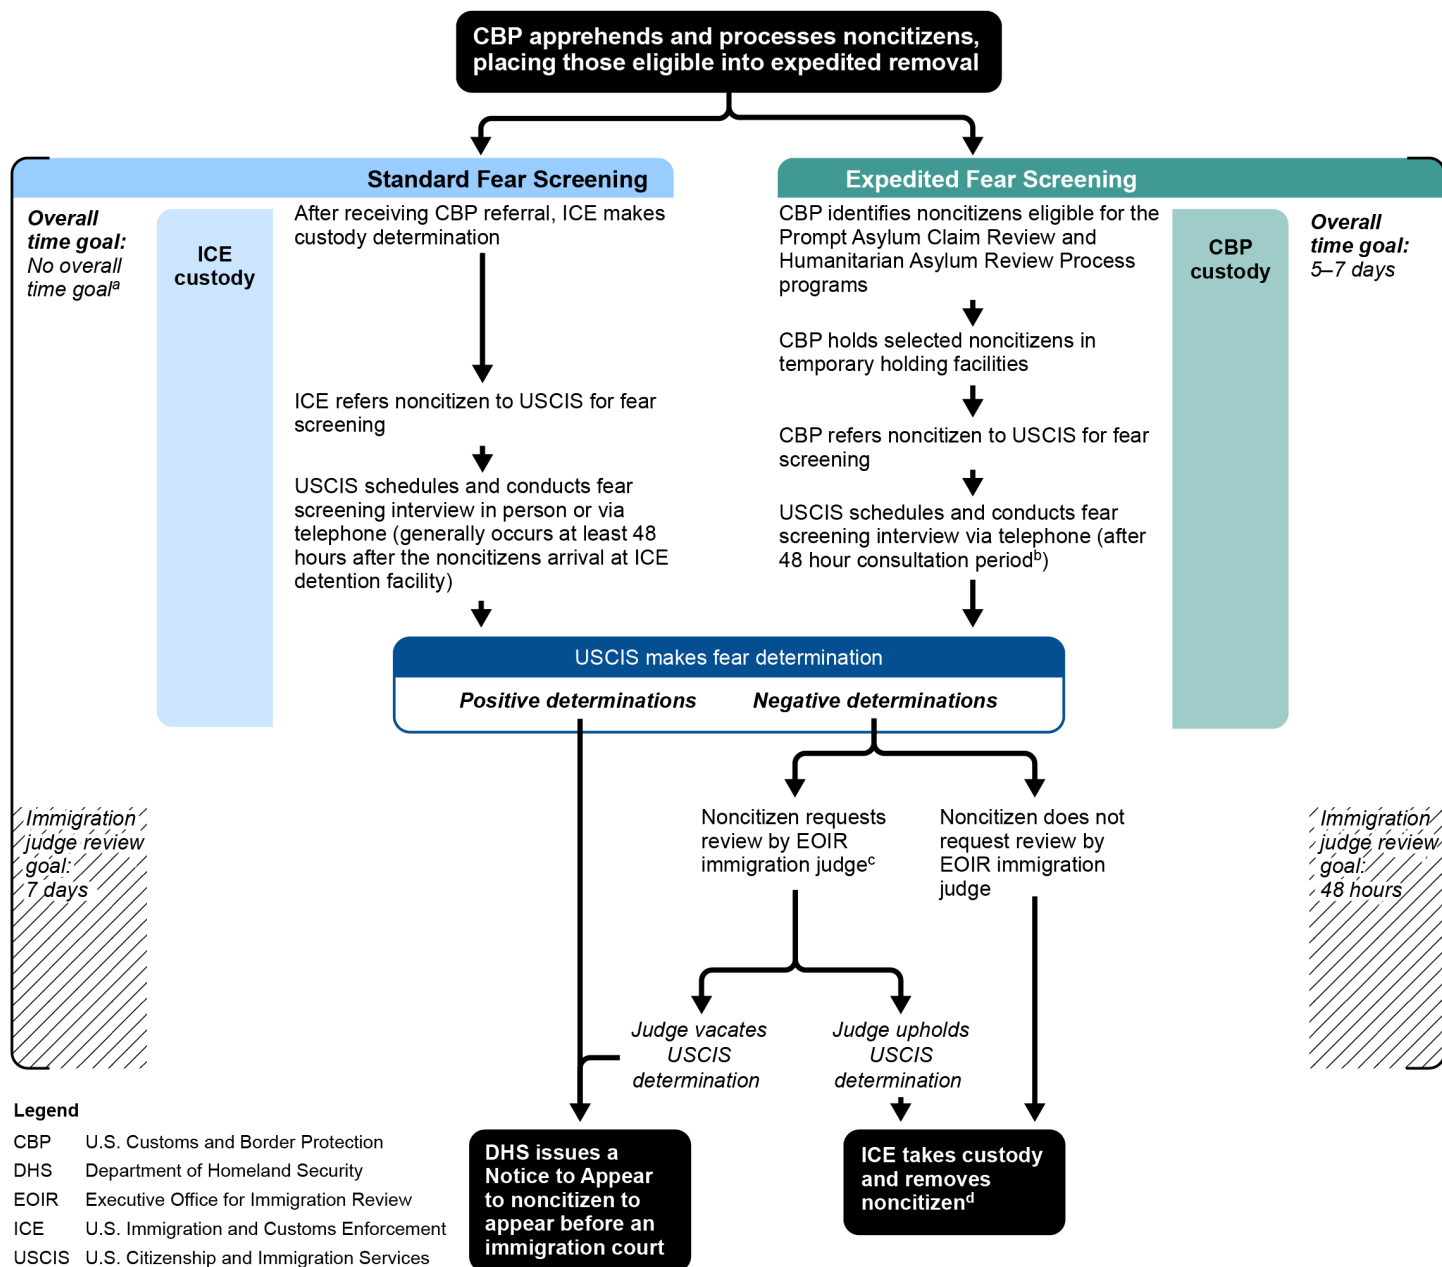 CBP apprehends and processes noncitizens,
placing those eligible into expedited removal
Standard Fear Screening
Expedited Fear Screening
Overall
time goal:
No overall
time goalᵃ
ICE
custody
After receiving CBP referral, ICE makes
custody determination
ICE refers noncitizen to USCIS for fear
screening
USCIS schedules and conducts fear
screening interview in person or via
telephone (generally occurs at least 48
hours after the noncitizens arrival at ICE
detention facility)
CBP identifies noncitizens eligible for the
Prompt Asylum Claim Review and
Humanitarian Asylum Review Process
programs
CBP holds selected noncitizens in
temporary holding facilities
CBP refers noncitizen to USCIS for fear
screening
USCIS schedules and conducts fear
screening interview via telephone (after
48 hour consultation periodᵇ)
CBP
custody
Overall
time goal:
5–7 days
USCIS makes fear determination
Positive determinations
Negative determinations
Immigration
judge review
goal:
7 days
Noncitizen requests
review by EOIR
immigration judgeᶜ
Noncitizen does not
request review by
EOIR immigration
judge
Immigration
judge review
goal:
48 hours
Judge vacates
USCIS
determination
Judge upholds
USCIS
determination
DHS issues a
Notice to Appear
to noncitizen to
appear before an
immigration court
ICE takes custody
and removes
noncitizenᵈ
Legend
CBP U.S. Customs and Border Protection
DHS Department of Homeland Security
EOIR Executive Office for Immigration Review
ICE U.S. Immigration and Customs Enforcement
USCIS U.S. Citizenship and Immigration Services